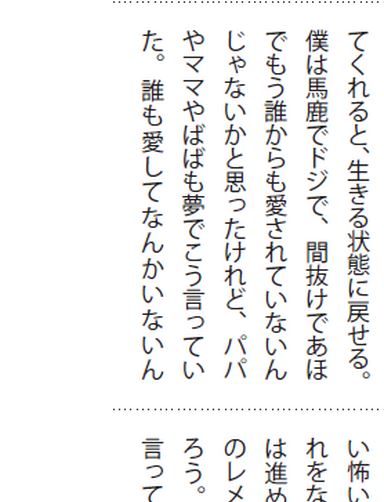 てくれると、生きる状態に戻せる。
僕は馬鹿でドジで、間抜けであほ
でもう誰からも愛されていないん
じゃないかと思ったけれど、パパ
やママやばばも夢でこう言ってい
た。誰も愛してなんかいないん
い怖い
れをな
は進め
のレメ
ろう。
言って